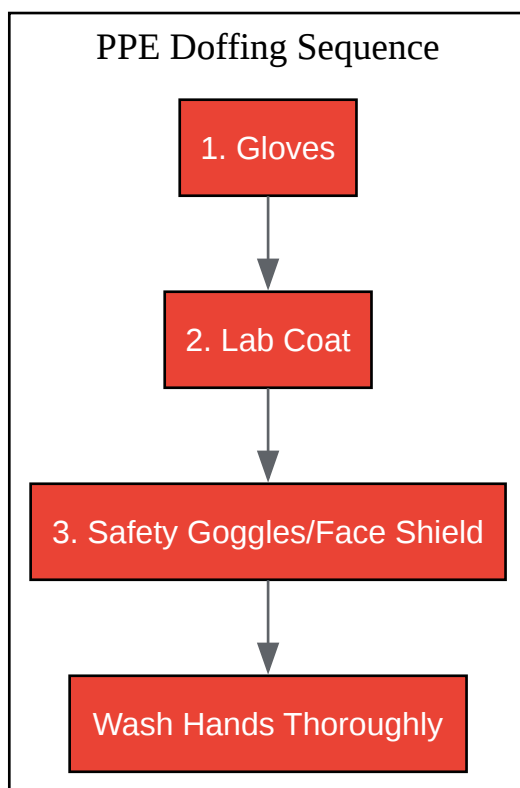 PPE Doffing Sequence
1. Gloves
2. Lab Coat
3. Safety Goggles/Face Shield
Wash Hands Thoroughly